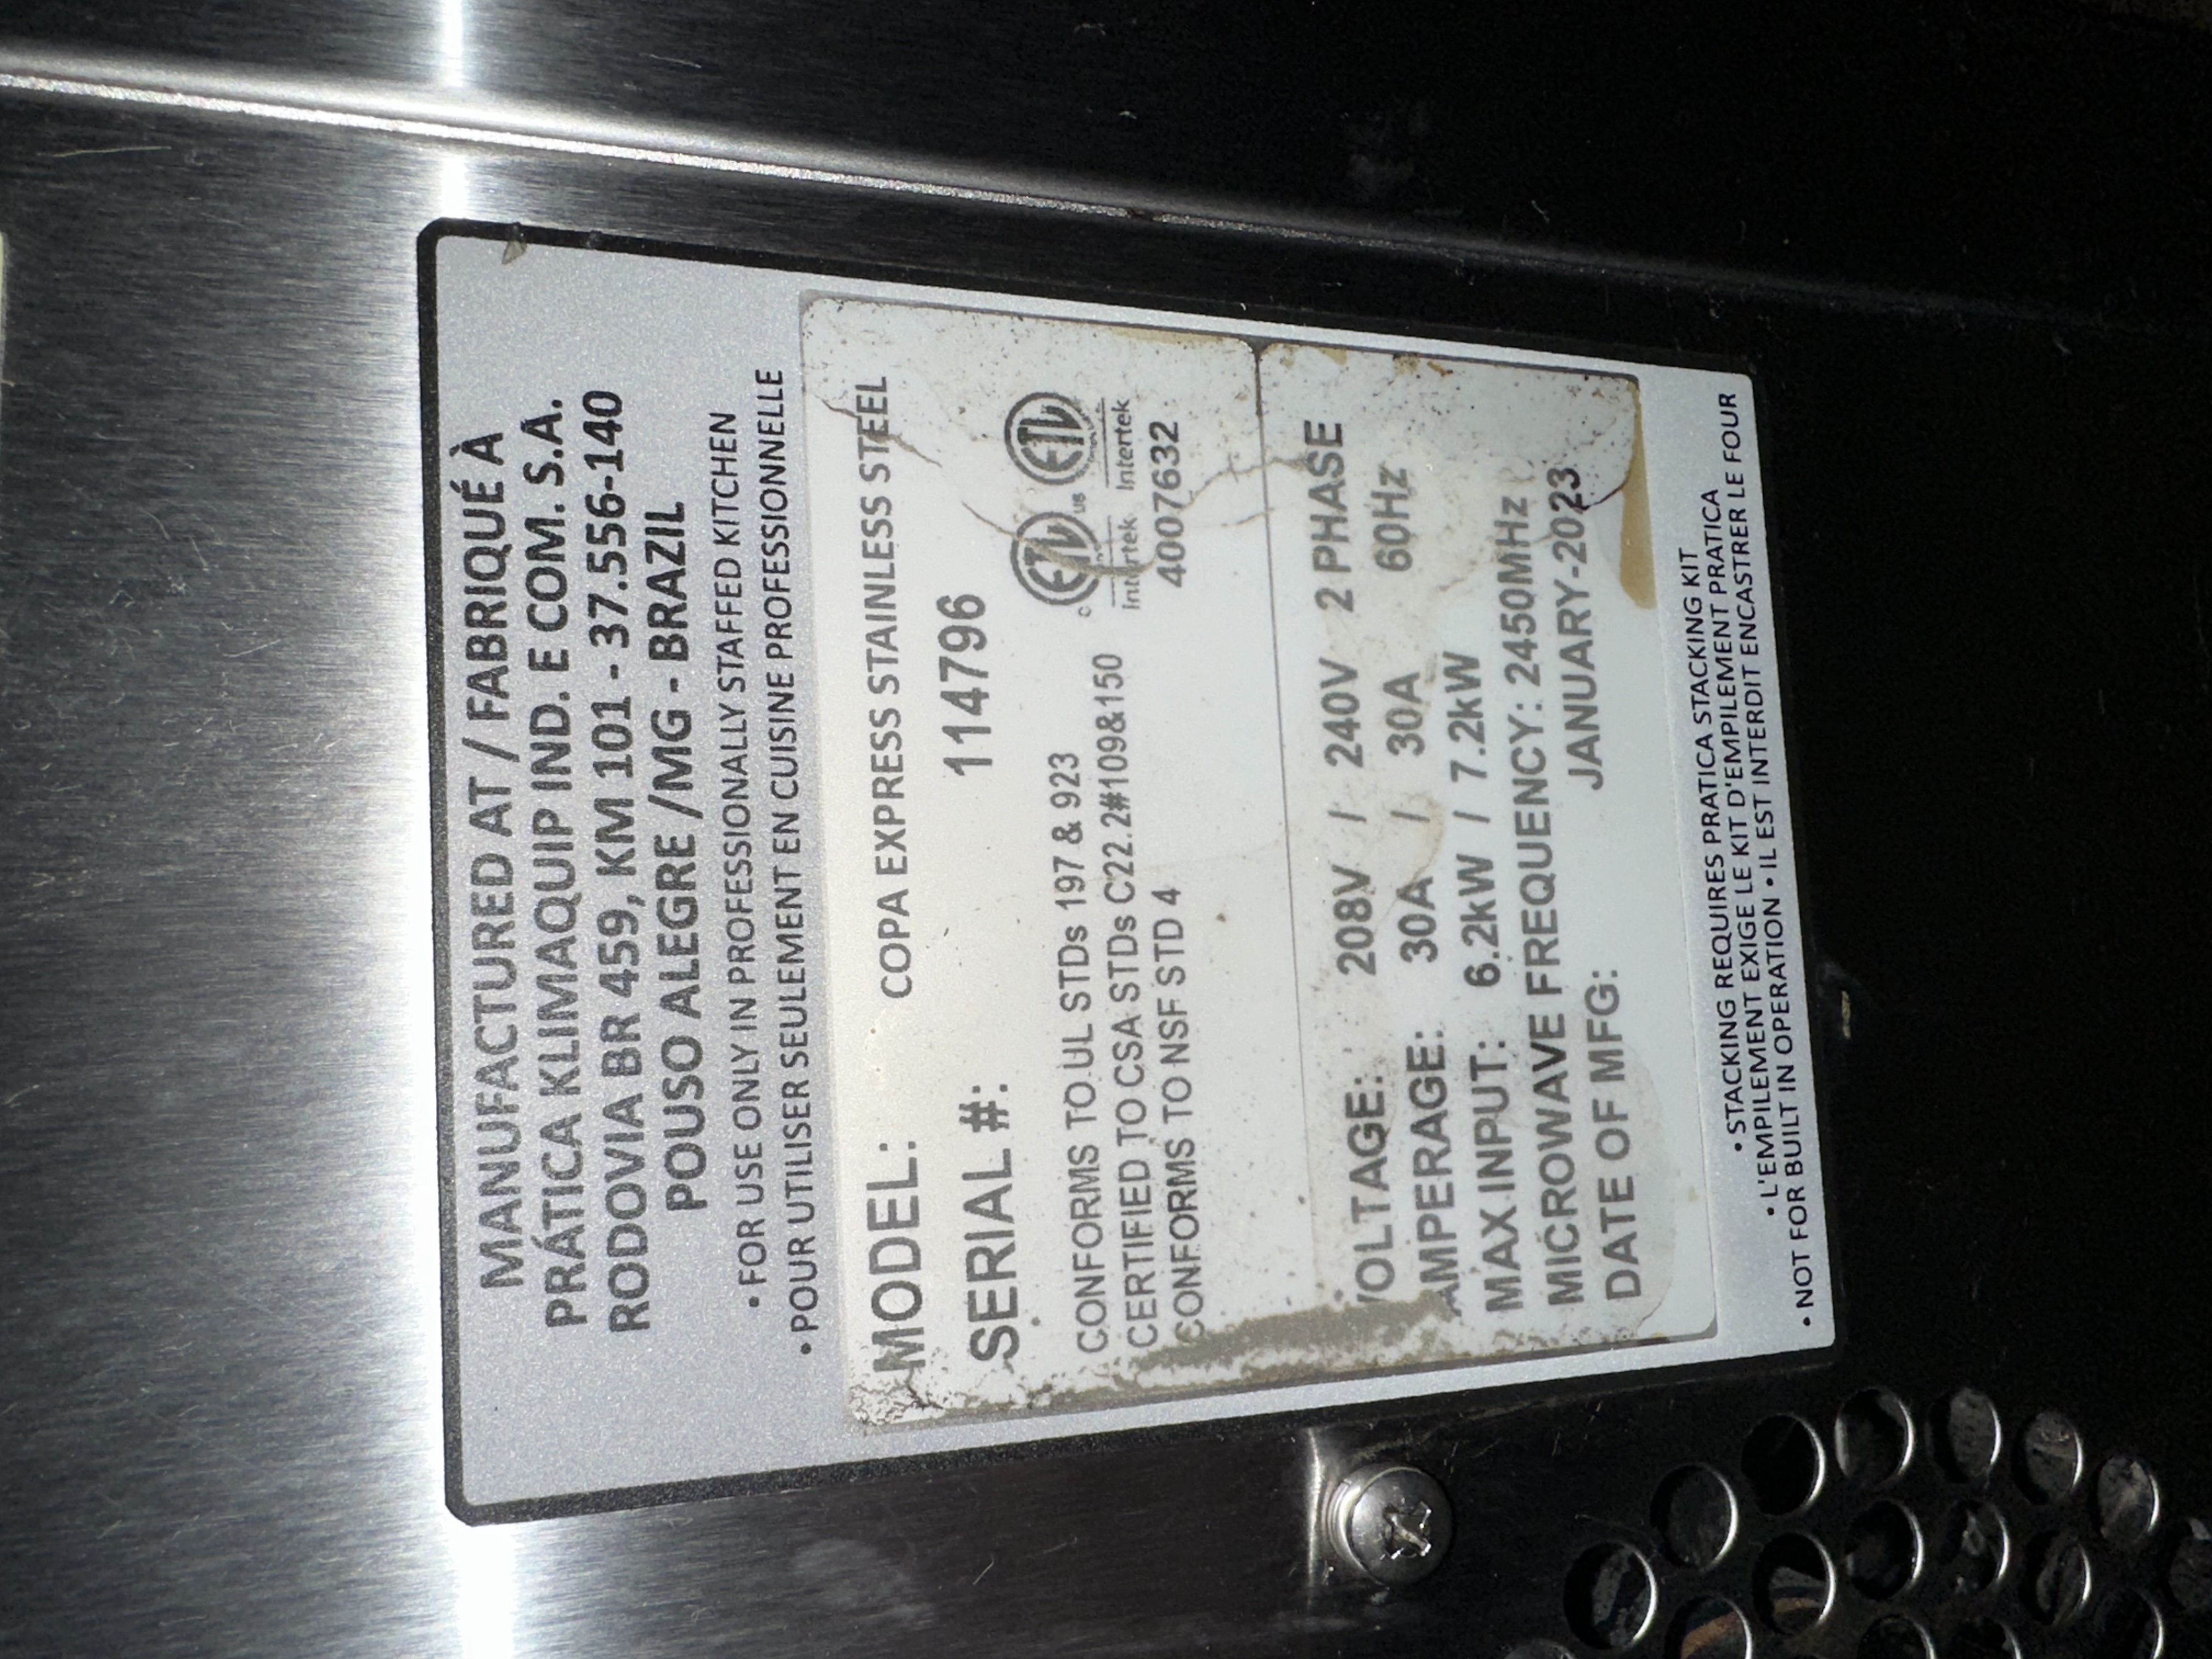 MANUFACTURED AT / FABRIQUÉ À
PRÁTICA KLIMAQUIP IND. E COM. S.A.
RODOVIA BR 459, KM 101 - 37.556-140
POUSO ALEGRE /MG - BRAZIL
• FOR USE ONLY IN PROFESSIONALLY STAFFED KITCHEN
• POUR UTILISER SEULEMENT EN CUISINE PROFESSIONNELLE
MODEL: COPA EXPRESS STAINLESS STEEL
SERIAL #: 114796
CONFORMS TO UL STDs 197 & 923
CERTIFIED TO CSA STDs C22.2#109&150
CONFORMS TO NSF STD 4
C ETL US ETL
Intertek Intertek
4007632
VOLTAGE: 208V / 240V 2 PHASE
AMPERAGE: 30A / 30A 60Hz
MAX INPUT: 6.2kW / 7.2kW
MICROWAVE FREQUENCY: 2450MHz
DATE OF MFG: JANUARY-2023
• STACKING REQUIRES PRATICA STACKING KIT
• L'EMPILEMENT EXIGE LE KIT D'EMPILEMENT PRATICA
• NOT FOR BUILT IN OPERATION • IL EST INTERDIT ENCASTRER LE FOUR